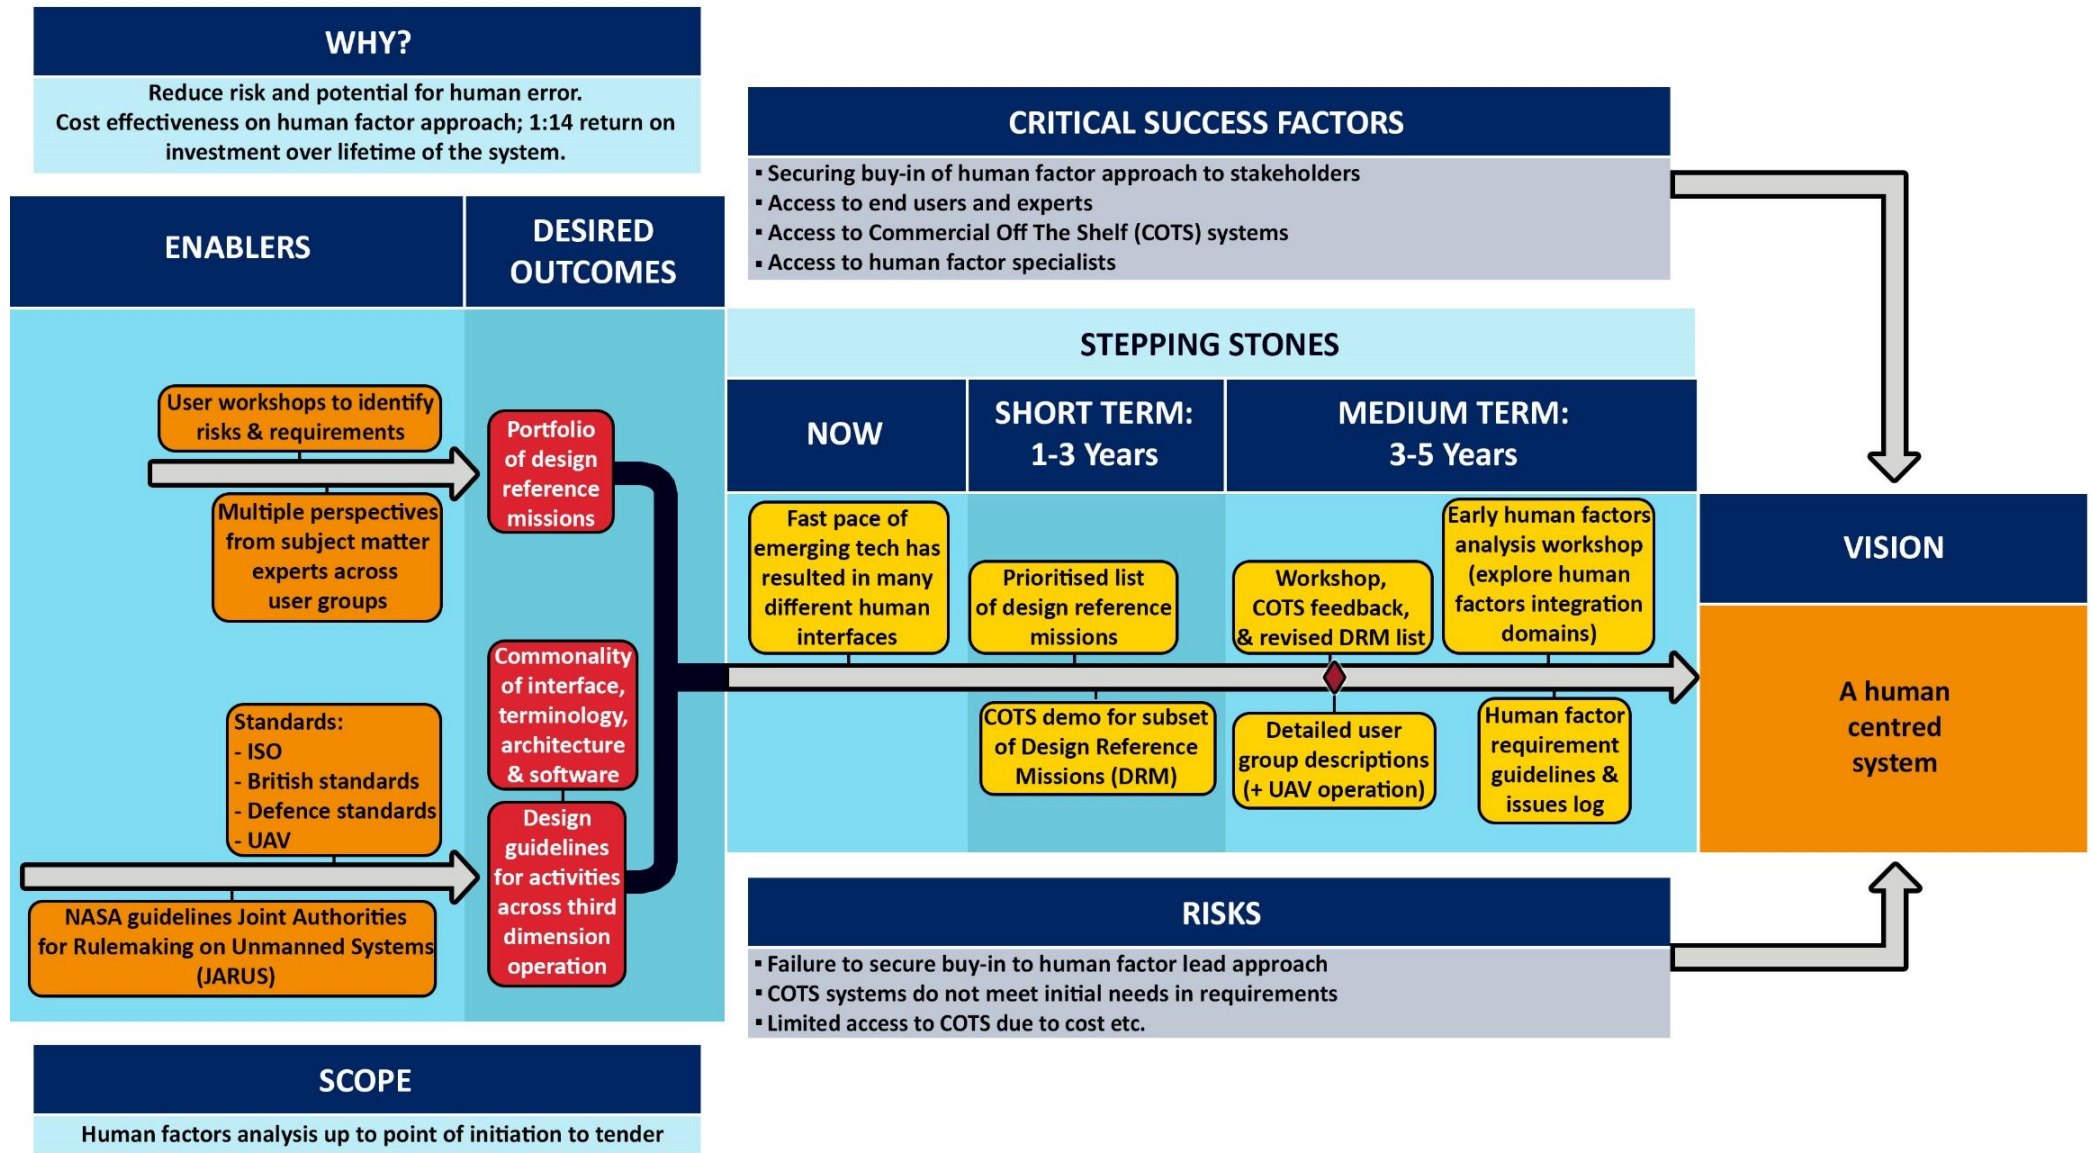 WHY?
Reduce risk and potential for human error.
Cost effectiveness on human factor approach; 1:14 return on
investment over lifetime of the system.
CRITICAL SUCCESS FACTORS
▪ Securing buy-in of human factor approach to stakeholders
▪ Access to end users and experts
▪ Access to Commercial Off The Shelf (COTS) systems
▪ Access to human factor specialists
ENABLERS
DESIRED
OUTCOMES
User workshops to identify
risks & requirements
Multiple perspectives
from subject matter
experts across
user groups
Standards:
- ISO
- British standards
- Defence standards
- UAV
NASA guidelines Joint Authorities
for Rulemaking on Unmanned Systems
(JARUS)
Portfolio
of design
reference
missions
Commonality
of interface,
terminology,
architecture
& software
Design
guidelines
for activities
across third
dimension
operation
STEPPING STONES
NOW
SHORT TERM:
1-3 Years
MEDIUM TERM:
3-5 Years
Fast pace of
emerging tech has
resulted in many
different human
interfaces
Prioritised list
of design reference
missions
COTS demo for subset
of Design Reference
Missions (DRM)
Workshop,
COTS feedback,
& revised DRM list
Detailed user
group descriptions
(+ UAV operation)
Early human factors
analysis workshop
(explore human
factors integration
domains)
Human factor
requirement
guidelines &
issues log
VISION
A human
centred
system
RISKS
▪ Failure to secure buy-in to human factor lead approach
▪ COTS systems do not meet initial needs in requirements
▪ Limited access to COTS due to cost etc.
SCOPE
Human factors analysis up to point of initiation to tender